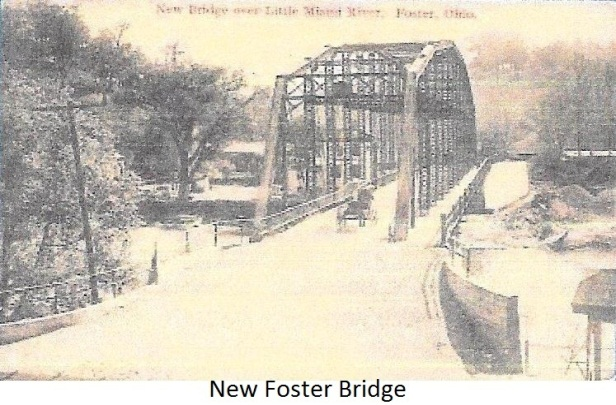 New Bridge over Little Miami River, Foster, Ohio.
New Foster Bridge